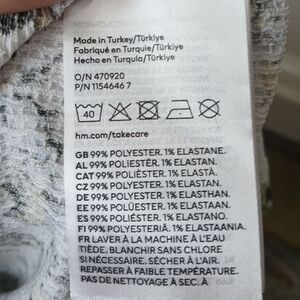 Made in Turkey/Türkiye
Fabriqué en Turquie/Türkiye
Hecho en Turquía/Türkiye
O/N 470920
P/N 11546467
40
hm.com/takecare
GB 99% POLYESTER. 1% ELASTANE.
AL 99% POLIESTËR. 1% ELASTAN.
CAT 99% POLIÈSTER. 1% ELASTÀ.
CZ 99% POLYESTER. 1% ELASTAN.
DE 99% POLYESTER. 1% ELASTHAN.
EE 99% POLÜESTER. 1% ELASTAAN.
ES 99% POLIÉSTER. 1% ELASTANO.
FI 99% POLYESTERIÄ. 1% ELASTAANIA.
FR LAVER À LA MACHINE À L'EAU
TIÈDE. BLANCHIR SANS CHLORE
SI NÉCESSAIRE. SÉCHER À L'AIR.
REPASSER À FAIBLE TEMPÉRATURE.
PAS DE NETTOYAGE À SEC. À